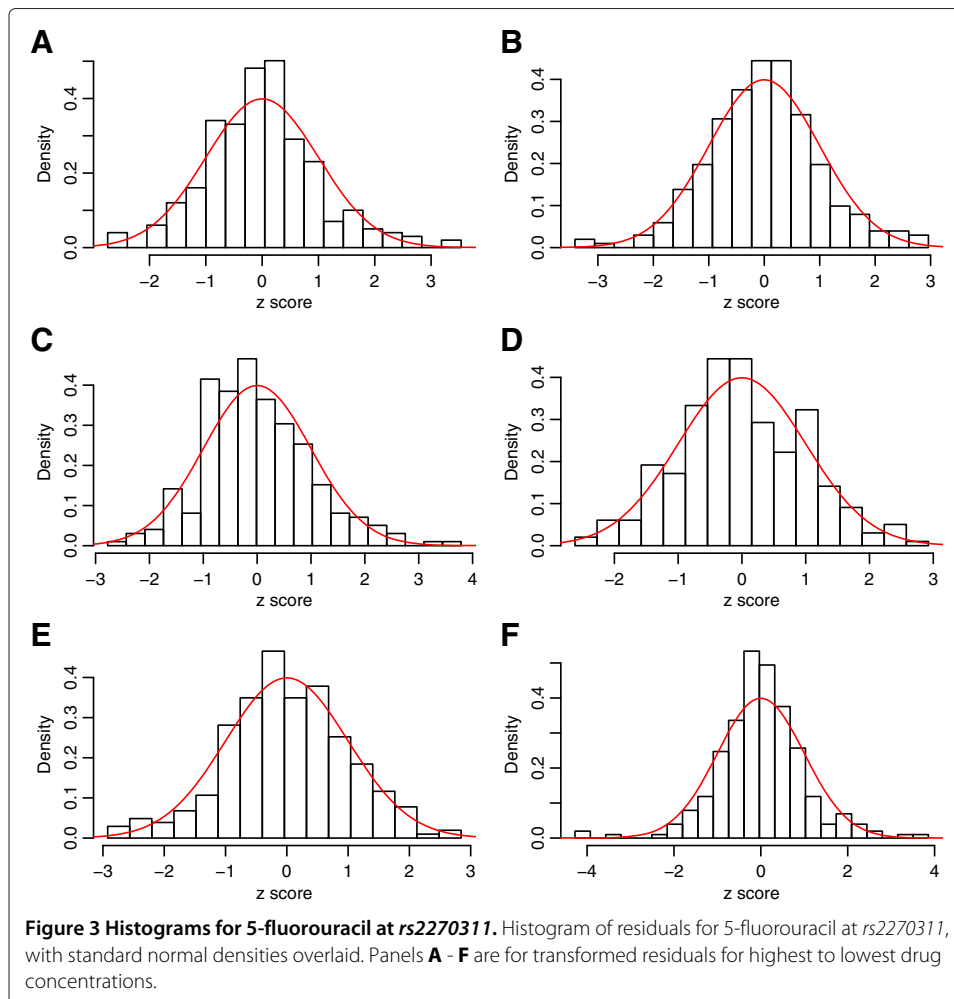 A
Density
0.0
0.2
0.4
−2 −1 0 1 2 3
z score
B
Density
0.0 0.1 0.2 0.3 0.4
−3 −2 −1 0 1 2 3
z score
C
Density
0.0 0.1 0.2 0.3 0.4
−3 −2 −1 0 1 2 3 4
z score
D
Density
0.0 0.1 0.2 0.3 0.4
−2 −1 0 1 2 3
z score
E
Density
0.0 0.1 0.2 0.3 0.4
−3 −2 −1 0 1 2 3
z score
F
Density
0.0 0.2 0.4
−4 −2 0 2 4
z score
Figure 3 Histograms for 5-fluorouracil at rs2270311. Histogram of residuals for 5-fluorouracil at rs2270311,
with standard normal densities overlaid. Panels A - F are for transformed residuals for highest to lowest drug
concentrations.